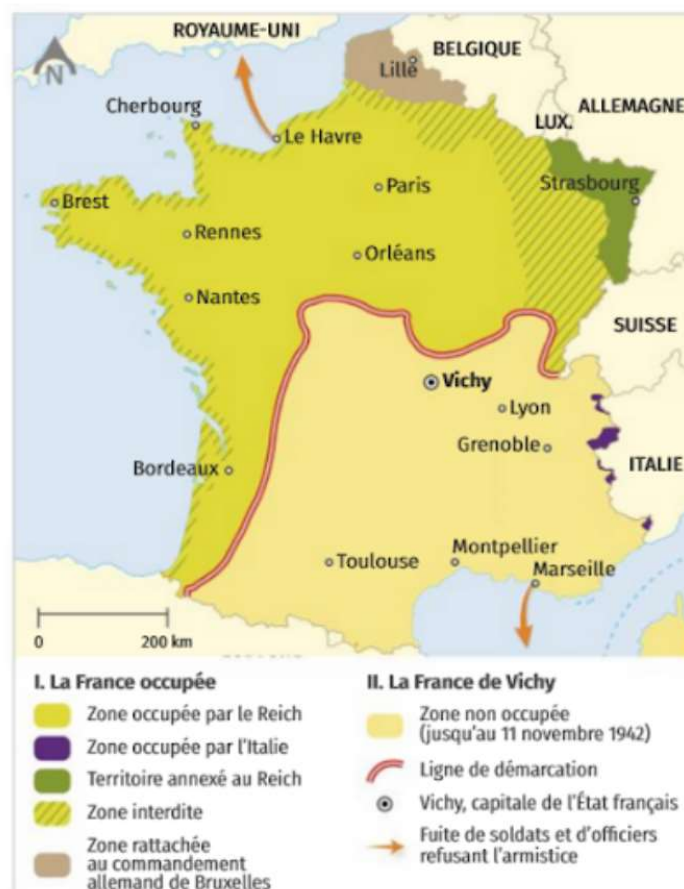 ROYAUME-UNI
N
Lille
BELGIQUE
Cherbourg
ALLEMAGNE
Le Havre
LUX.
Paris
Strasbourg
Brest
Rennes
Orléans
Nantes
SUISSE
Vichy
Lyon
Grenoble
ITALIE
Bordeaux
Toulouse
Montpellier
Marseille
0 200 km
I. La France occupée
Zone occupée par le Reich
Zone occupée par l'Italie
Territoire annexé au Reich
Zone interdite
Zone rattachée
au commandement
allemand de Bruxelles
II. La France de Vichy
Zone non occupée
(jusqu'au 11 novembre 1942)
Ligne de démarcation
Vichy, capitale de l'État français
Fuite de soldats et d'officiers
refusant l'armistice